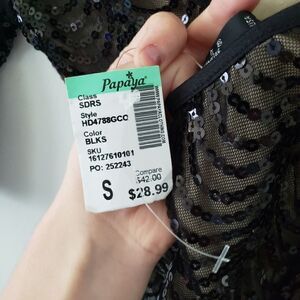 Papaya
Class
SDRS
Style
HD4788GCC
Color
BLKS
SKU
16127610101
PO: 252243
S
Compare
$42.00
$28.99